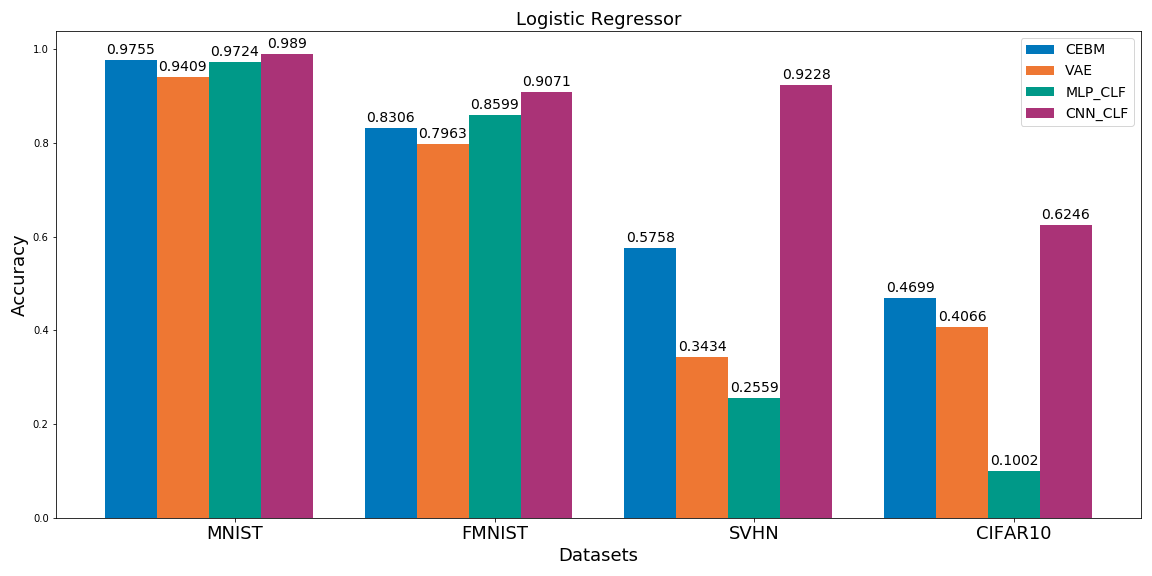 Logistic Regressor
CEBM
VAE
MLP_CLF
CNN_CLF
Accuracy
1.0
0.8
0.6
0.4
0.2
0.0
0.9755
0.9409
0.9724
0.989
0.8306
0.7963
0.8599
0.9071
0.5758
0.3434
0.2559
0.9228
0.4699
0.4066
0.1002
0.6246
MNIST
FMNIST
SVHN
CIFAR10
Datasets